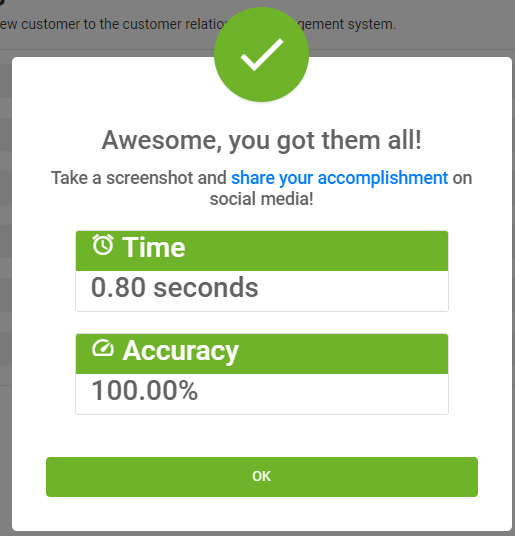 ew customer to the customer relatio
gement system.
Awesome, you got them all!
Take a screenshot and share your accomplishment on
social media!
Time
0.80 seconds
Accuracy
100.00%
OK